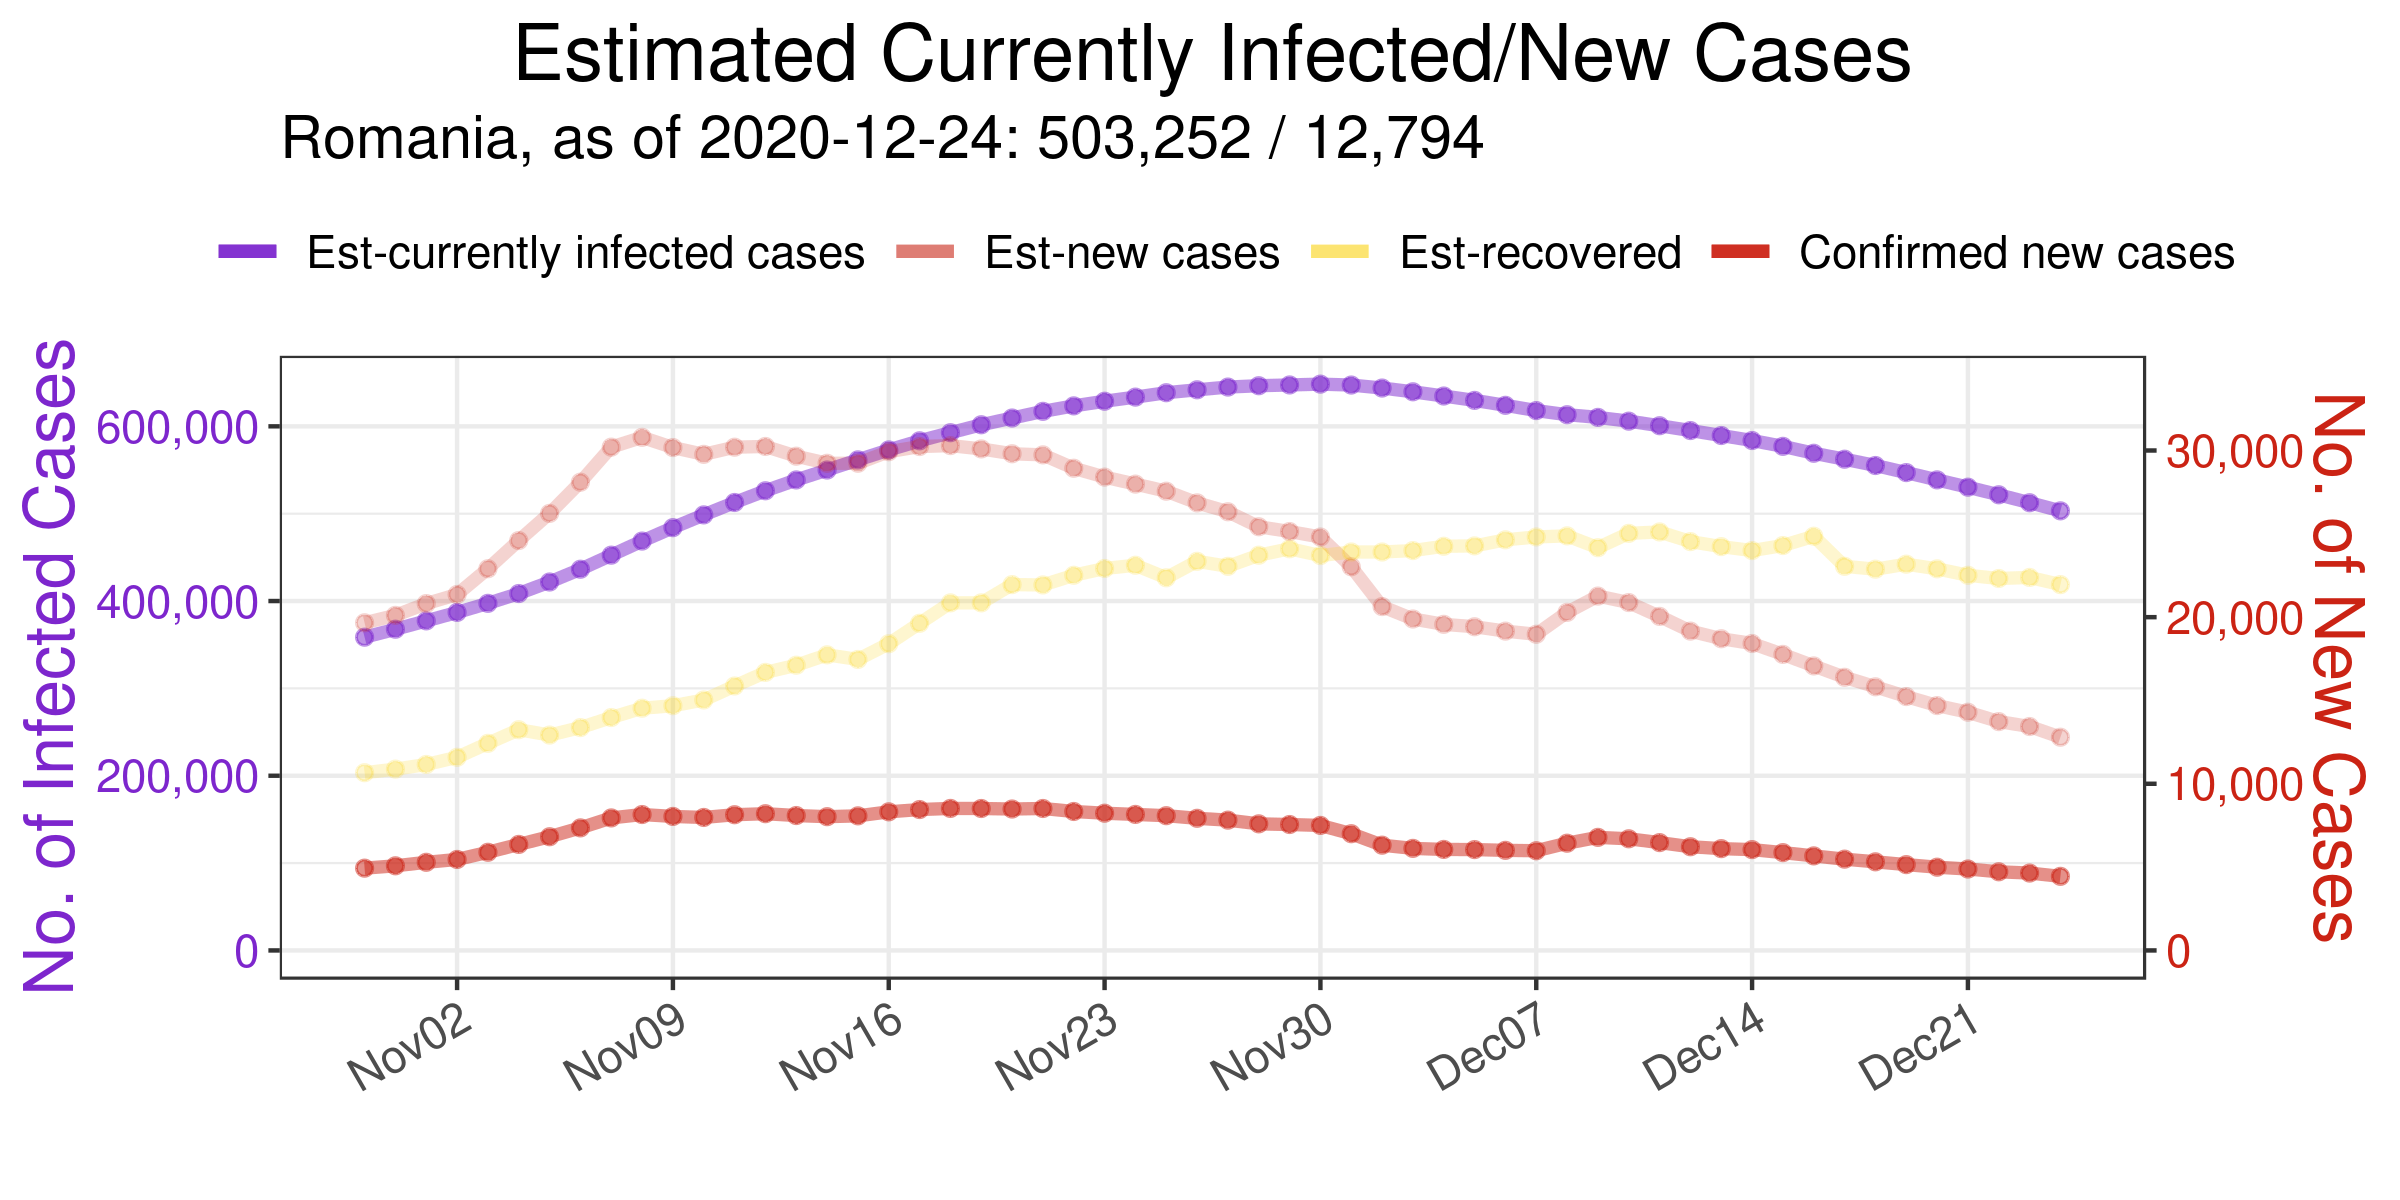 Estimated Currently Infected/New Cases
Romania, as of 2020-12-24: 503,252 / 12,794
Est-currently infected cases Est-new cases Est-recovered Confirmed new cases
No. of Infected Cases
600,000
400,000
200,000
0
30,000
20,000
10,000
0
No. of New Cases
Nov02 Nov09 Nov16 Nov23 Nov30 Dec07 Dec14 Dec21